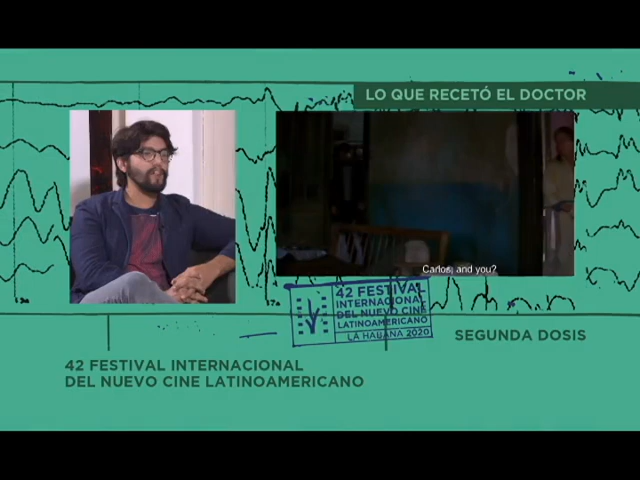 LO QUE RECETÓ EL DOCTOR
Carlos, and you?
42 FESTIVAL
INTERNACIONAL
DEL NUEVO CINE
LATINOAMERICANO
LA HABANA 2020
SEGUNDA DOSIS
42 FESTIVAL INTERNACIONAL
DEL NUEVO CINE LATINOAMERICANO